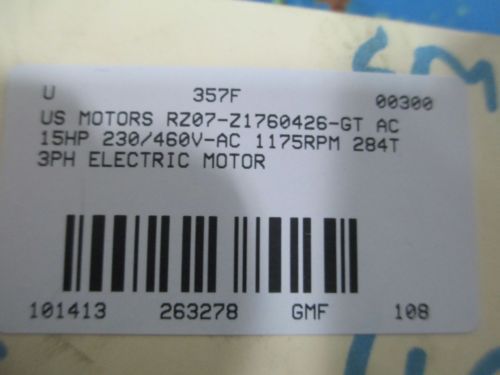 SM
U 357F 00300
US MOTORS RZ07-Z1760426-GT AC
15HP 230/460V-AC 1175RPM 284T
3PH ELECTRIC MOTOR
101413 263278 GMF 108